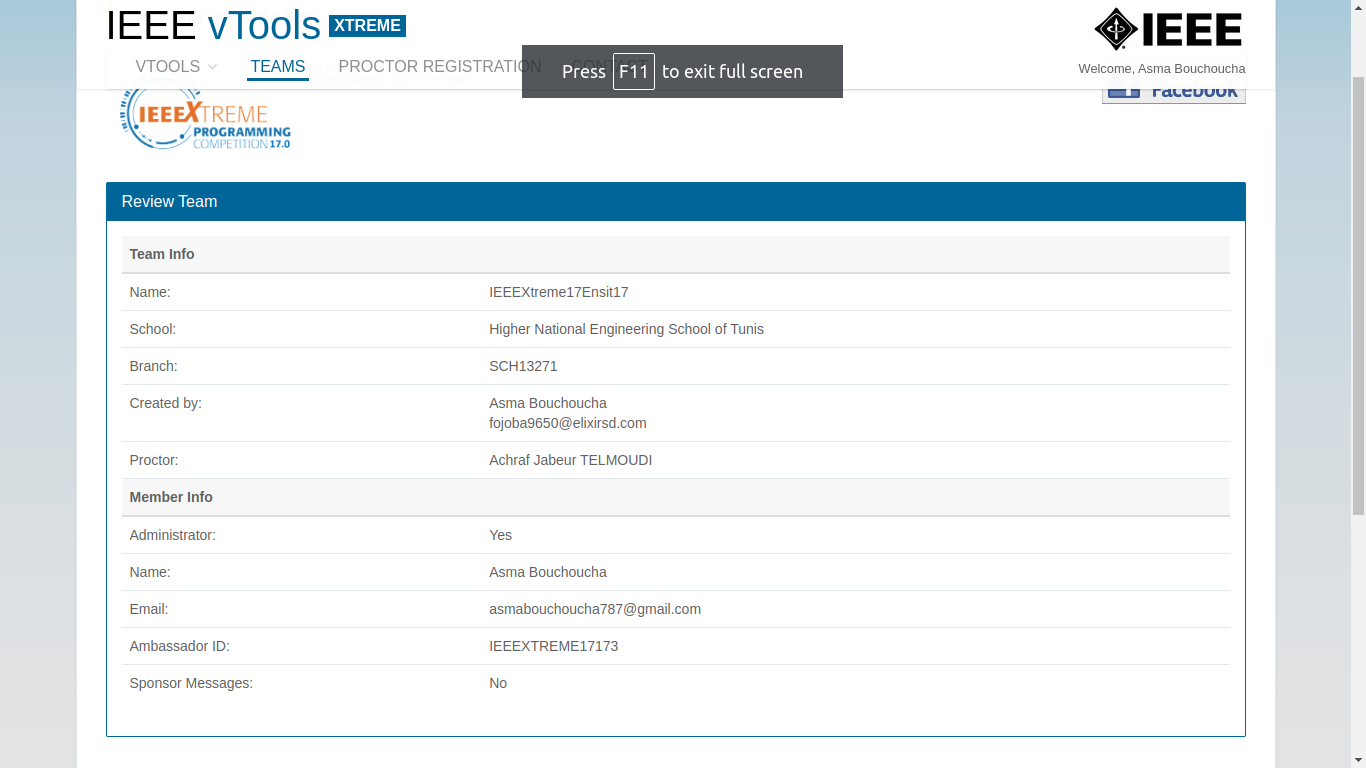 IEEE vTools XTREME
IEEE
VTOOLS TEAMS PROCTOR REGISTRATION CONTACT
Press F11 to exit full screen
Welcome, Asma Bouchoucha
Facebook
IEEEXTREME
PROGRAMMING
COMPETITION 17.0
Review Team
Team Info
Name: IEEEXtreme17Ensit17
School: Higher National Engineering School of Tunis
Branch: SCH13271
Created by: Asma Bouchoucha
fojoba9650@elixirsd.com
Proctor: Achraf Jabeur TELMOUDI
Member Info
Administrator: Yes
Name: Asma Bouchoucha
Email: asmabouchoucha787@gmail.com
Ambassador ID: IEEEXTREME17173
Sponsor Messages: No